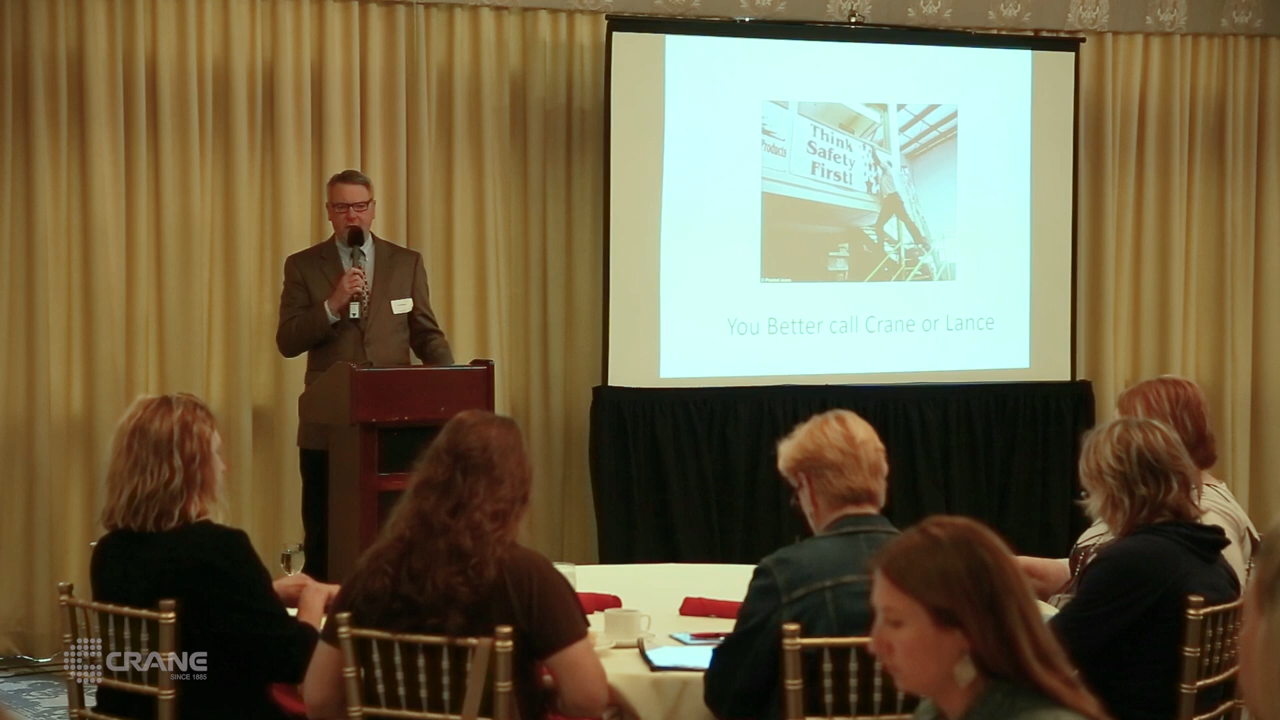 Products
Think
Safety
First!
You Better call Crane or Lance
CRANE
SINCE 1885